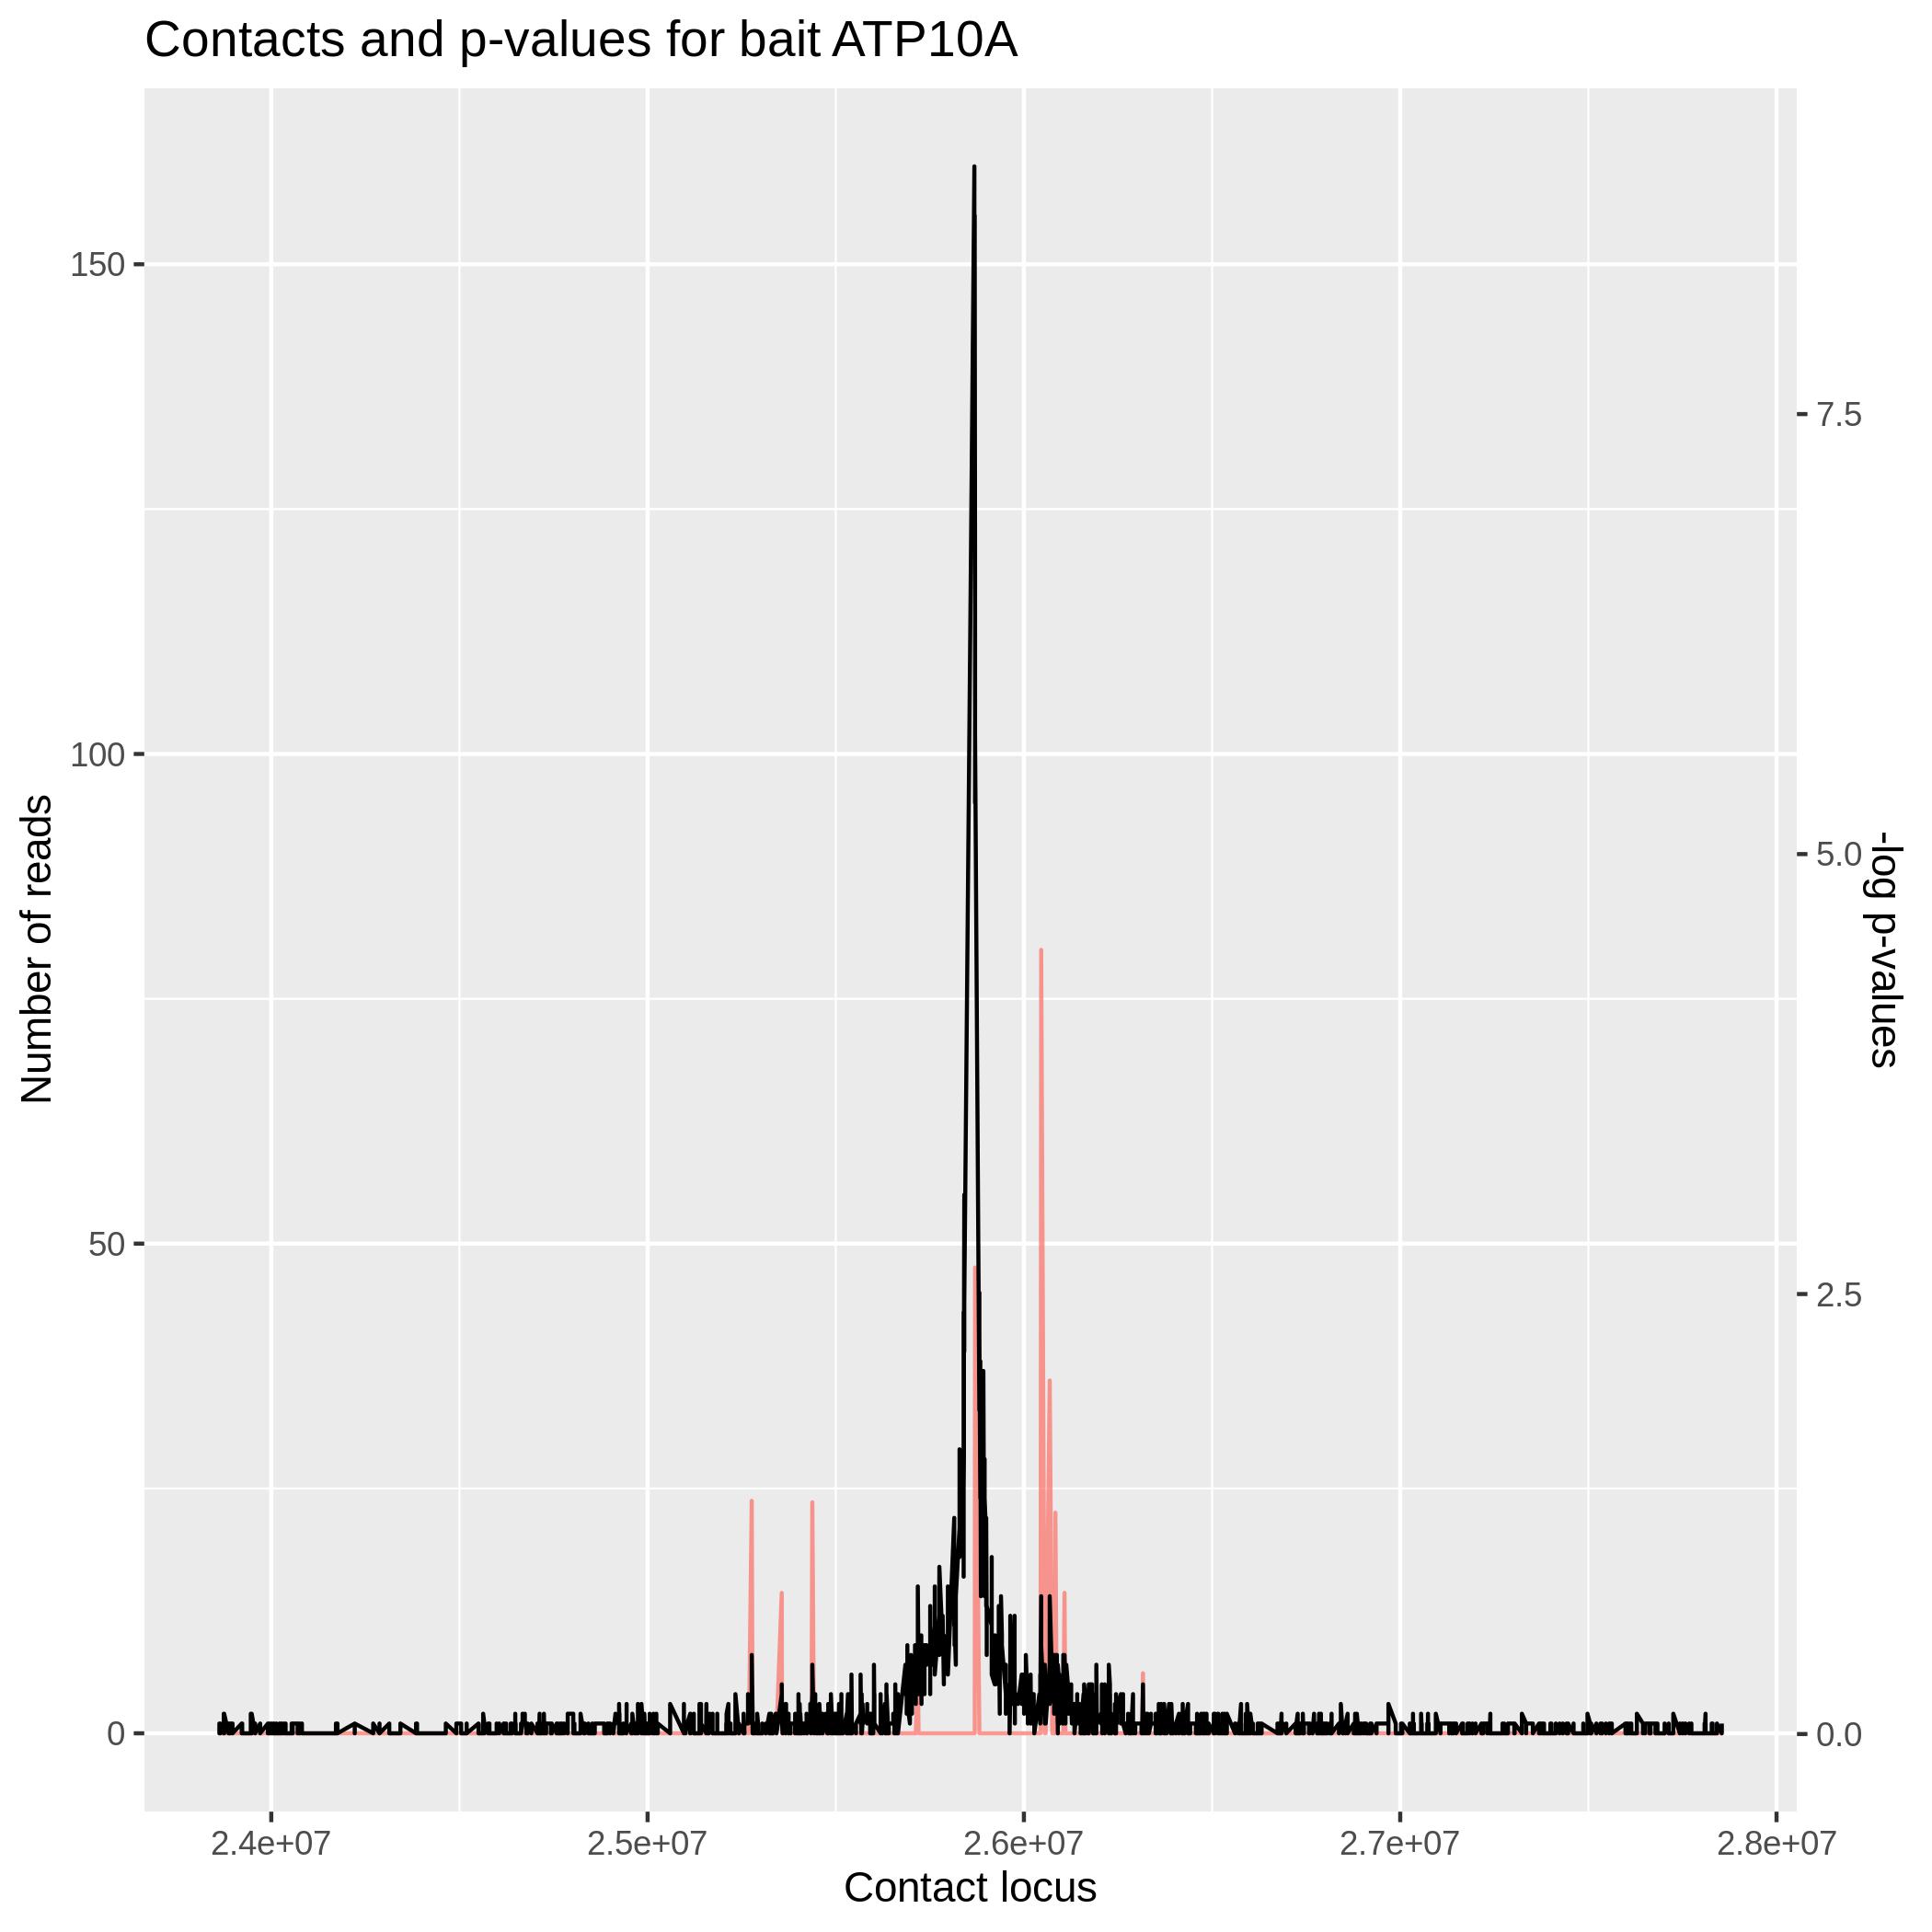 Contacts and p-values for bait ATP10A
150
100
50
0
Number of reads
7.5
5.0
2.5
0.0
-log p-values
2.4e+07
2.5e+07
2.6e+07
2.7e+07
2.8e+07
Contact locus